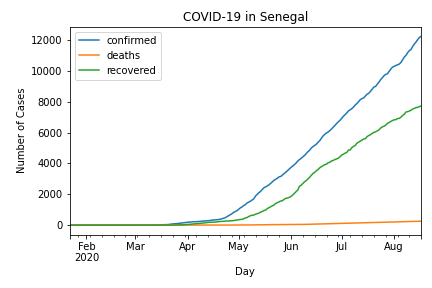 COVID-19 in Senegal
confirmed
deaths
recovered
Number of Cases
12000
10000
8000
6000
4000
2000
0
Feb Mar Apr May Jun Jul Aug
2020
Day